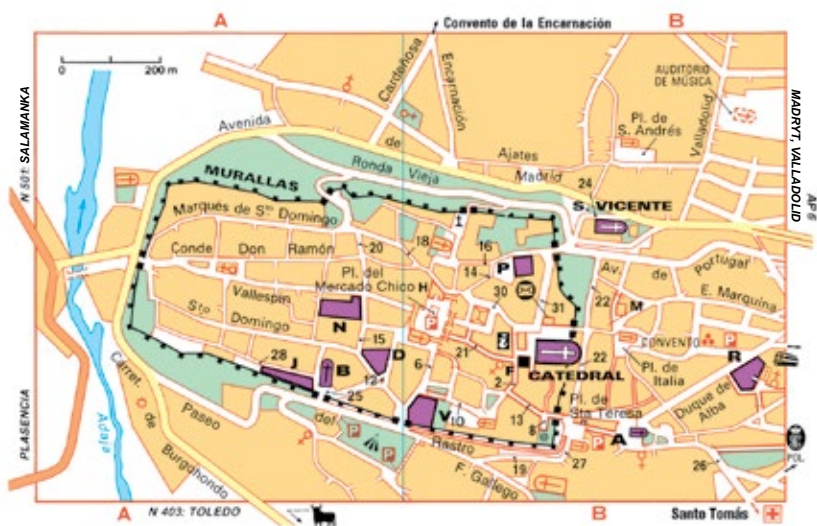 A
B
Convento de la Encarnación
0 200 m
N 501: SALAMANKA
MADRYT, VALLADOLID
AP 6
AUDITORIO
DE MÚSICA
Cardeñosa
Encarnación
Valladolid
Pl. de
S. Andrés
Avenida
de
Madrid
Ajates
24
Ronda Vieja
MURALLAS
S. VICENTE
Marqués de Sto Domingo
1
Conde Don Ramón
20
18
16
14
P
Av. de Portugal
Pl. del
Mercado Chico
H
30
31
22
E. Marquina
M
Vallespin
Sto Domingo
N
15
D
21
6
2
F
CATEDRAL
22
CONVENTO
P
R
Pl. de
Italia
28
J
B
12
25
V
10
13
8
Pl. de
Sta Teresa
A
Duque de
Alba
PLASENCIA
Adaja
Carret. de Burgohondo
Paseo del Rastro
P
P
P
19
27
26
F. Gallego
POL.
A
N 403: TOLEDO
B
Santo Tomás